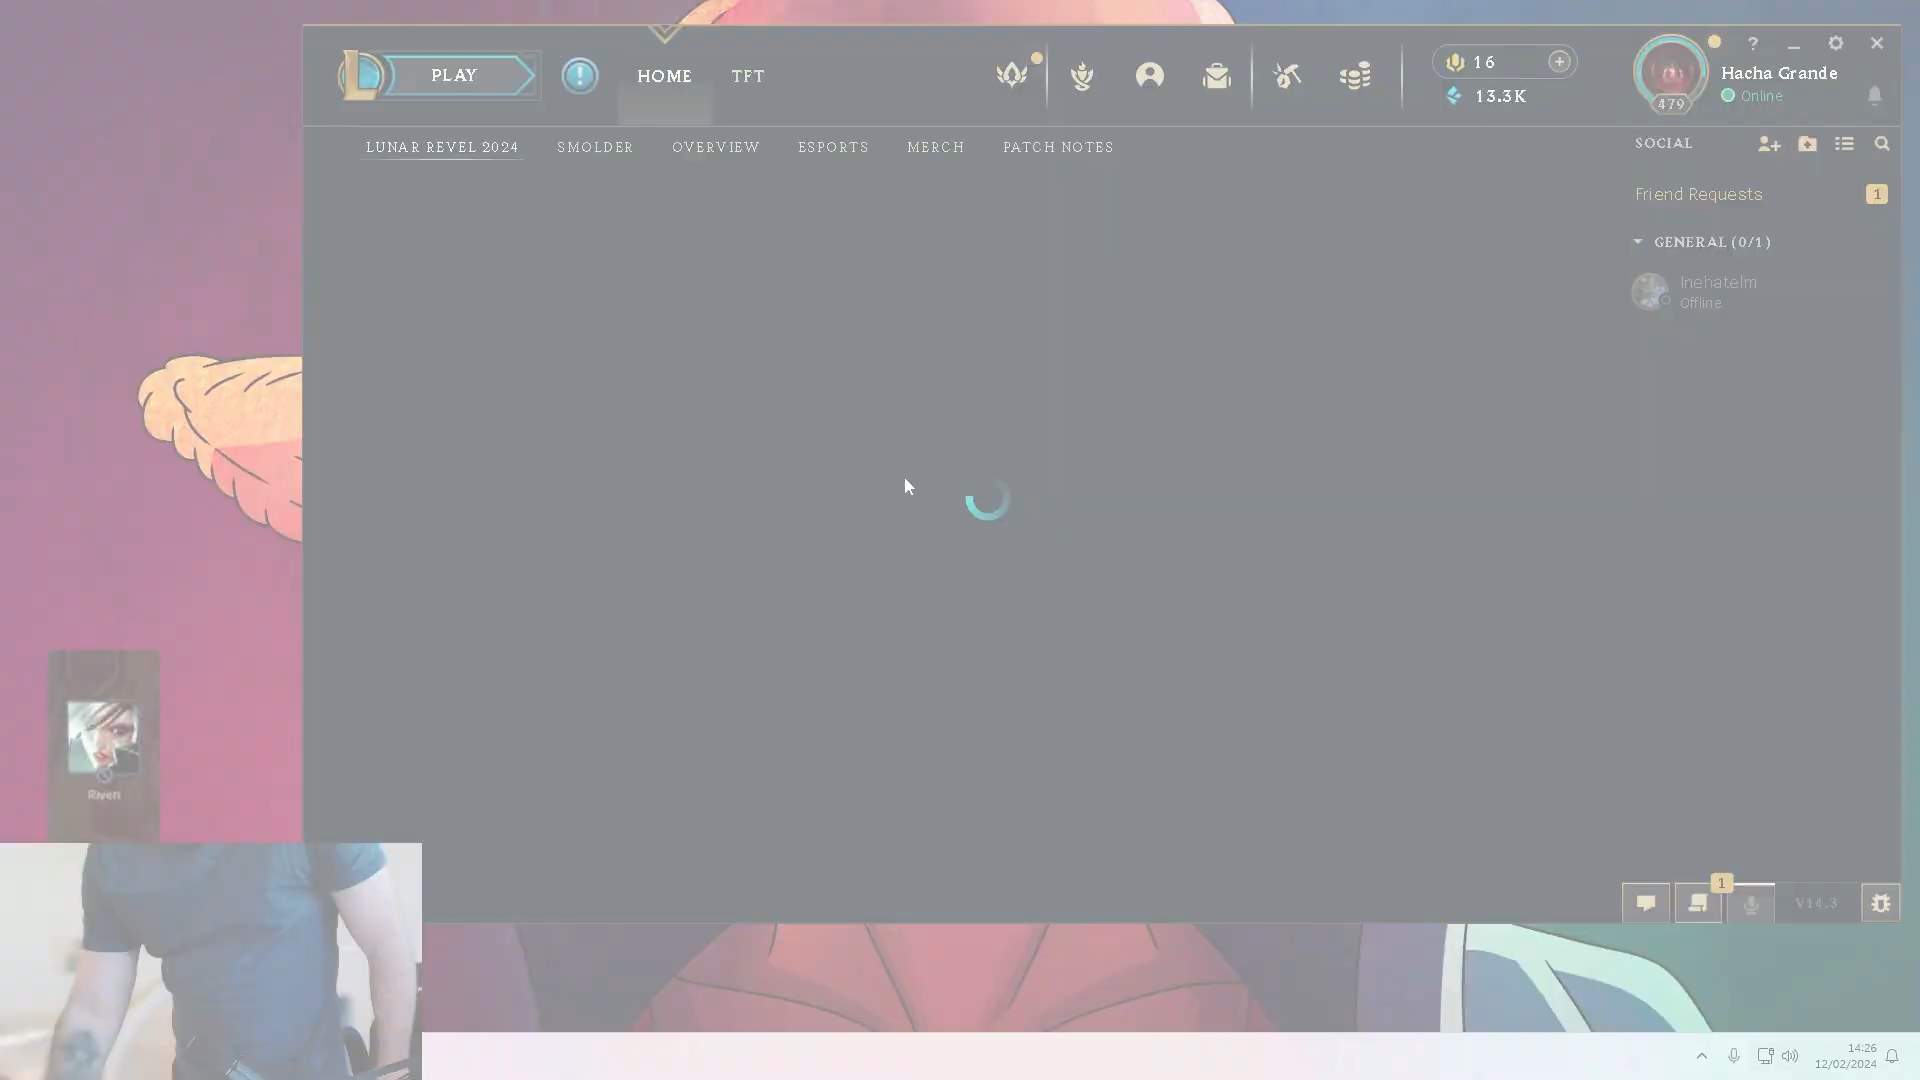 PLAY
HOME
TFT
16
13.3K
479
Hacha Grande
Online
LUNAR REVEL 2024
SMOLDER
OVERVIEW
ESPORTS
MERCH
PATCH NOTES
SOCIAL
Friend Requests
1
GENERAL (0/1)
Inehatelm
Offline
Riven
1
V14.3
14:26
12/02/2024